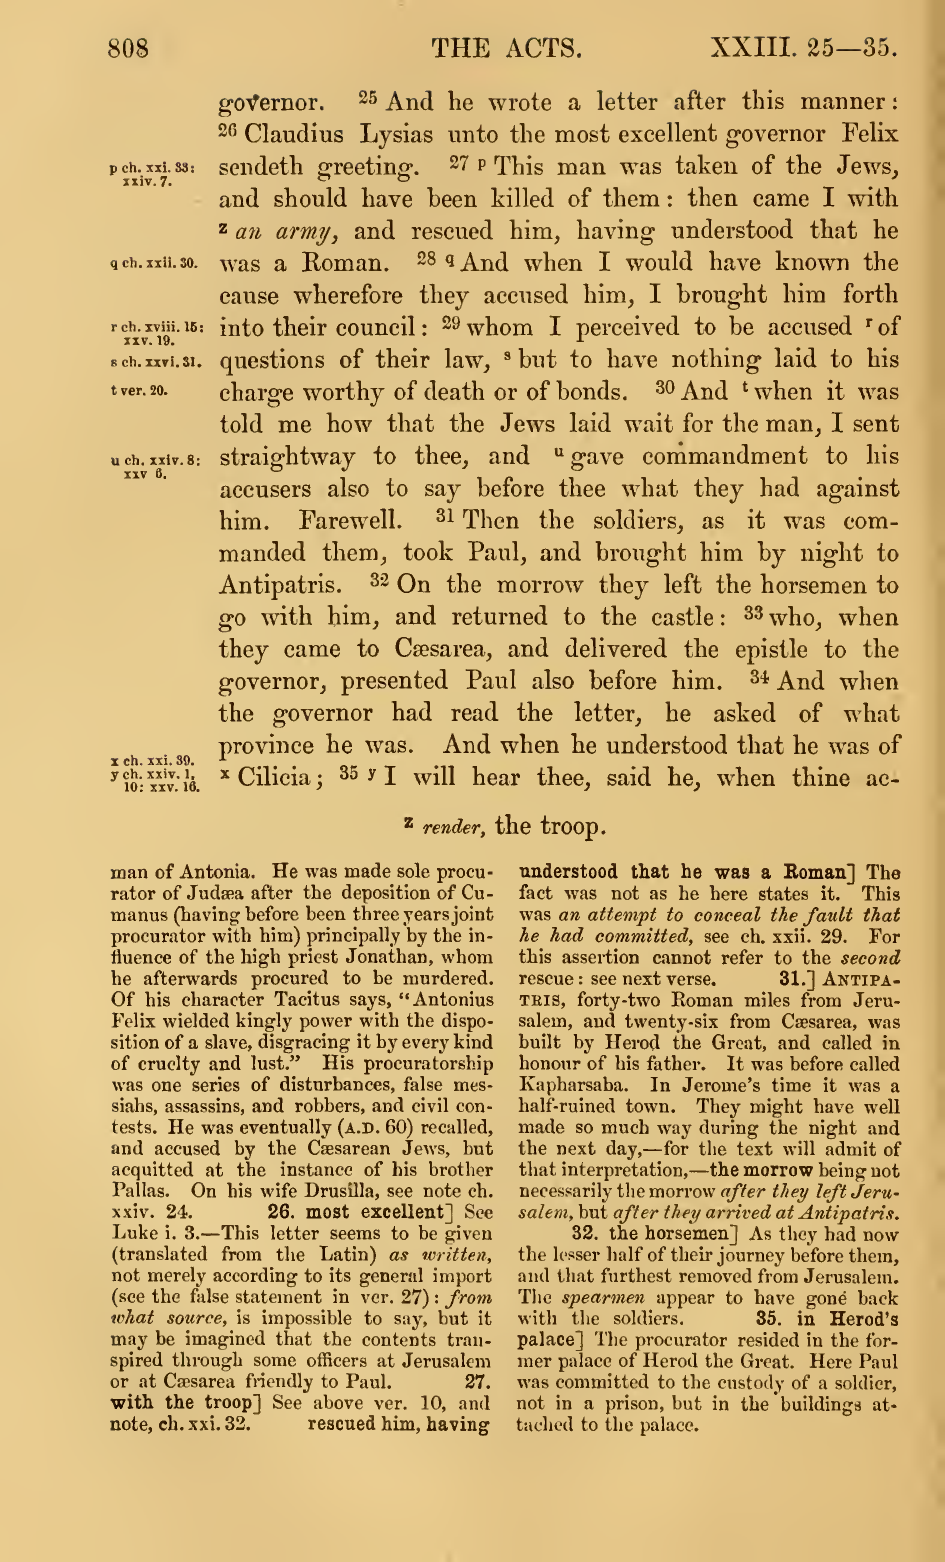 808 THE ACTS. XXIII. 25—35.
governor. 25 And he wrote a letter after this manner :
26 Claudius Lysias unto the most excellent governor Felix
p ch. xxi. 33: xxiv. 7.
sendeth greeting. 27 p This man was taken of the Jews,
and should have been killed of them : then came I with
z an army, and rescued him, having understood that he
q ch. xxii. 30.
was a Roman. 28 q And when I would have known the
cause wherefore they accused him, I brought him forth
r ch. xviii. 15: xxv. 19.
into their council : 29 whom I perceived to be accused r of
s ch. xxvi. 31.
questions of their law, s but to have nothing laid to his
t ver. 20.
charge worthy of death or of bonds. 30 And t when it was
told me how that the Jews laid wait for the man, I sent
u ch. xxiv. 8: xxv 6.
straightway to thee, and u gave commandment to his
accusers also to say before thee what they had against
him. Farewell. 31 Then the soldiers, as it was com-
manded them, took Paul, and brought him by night to
Antipatris. 32 On the morrow they left the horsemen to
go with him, and returned to the castle : 33 who, when
they came to Cæsarea, and delivered the epistle to the
governor, presented Paul also before him. 34 And when
the governor had read the letter, he asked of what
province he was. And when he understood that he was of
x ch. xxi. 39.
y ch. xxiv. 1, 10: xxv. 16.
x Cilicia ; 35 y I will hear thee, said he, when thine ac-
z render, the troop.
man of Antonia. He was made sole procu-
rator of Judæa after the deposition of Cu-
manus (having before been three years joint
procurator with him) principally by the in-
fluence of the high priest Jonathan, whom
he afterwards procured to be murdered.
Of his character Tacitus says, “Antonius
Felix wielded kingly power with the dispo-
sition of a slave, disgracing it by every kind
of cruelty and lust.” His procuratorship
was one series of disturbances, false mes-
siahs, assassins, and robbers, and civil con-
tests. He was eventually (A.D. 60) recalled,
and accused by the Cæsarean Jews, but
acquitted at the instance of his brother
Pallas. On his wife Drusilla, see note ch.
xxiv. 24. 26. most excellent] See
Luke i. 3.—This letter seems to be given
(translated from the Latin) as written,
not merely according to its general import
(see the false statement in ver. 27) : from
what source, is impossible to say, but it
may be imagined that the contents tran-
spired through some officers at Jerusalem
or at Cæsarea friendly to Paul. 27.
with the troop] See above ver. 10, and
note, ch. xxi. 32. rescued him, having
understood that he was a Roman] The
fact was not as he here states it. This
was an attempt to conceal the fault that
he had committed, see ch. xxii. 29. For
this assertion cannot refer to the second
rescue : see next verse. 31.] ANTIPA-
TRIS, forty-two Roman miles from Jeru-
salem, and twenty-six from Cæsarea, was
built by Herod the Great, and called in
honour of his father. It was before called
Kapharsaba. In Jerome’s time it was a
half-ruined town. They might have well
made so much way during the night and
the next day,—for the text will admit of
that interpretation,—the morrow being not
necessarily the morrow after they left Jeru-
salem, but after they arrived at Antipatris.
32. the horsemen] As they had now
the lesser half of their journey before them,
and that furthest removed from Jerusalem.
The spearmen appear to have gone back
with the soldiers. 35. in Herod’s
palace] The procurator resided in the for-
mer palace of Herod the Great. Here Paul
was committed to the custody of a soldier,
not in a prison, but in the buildings at-
tached to the palace.